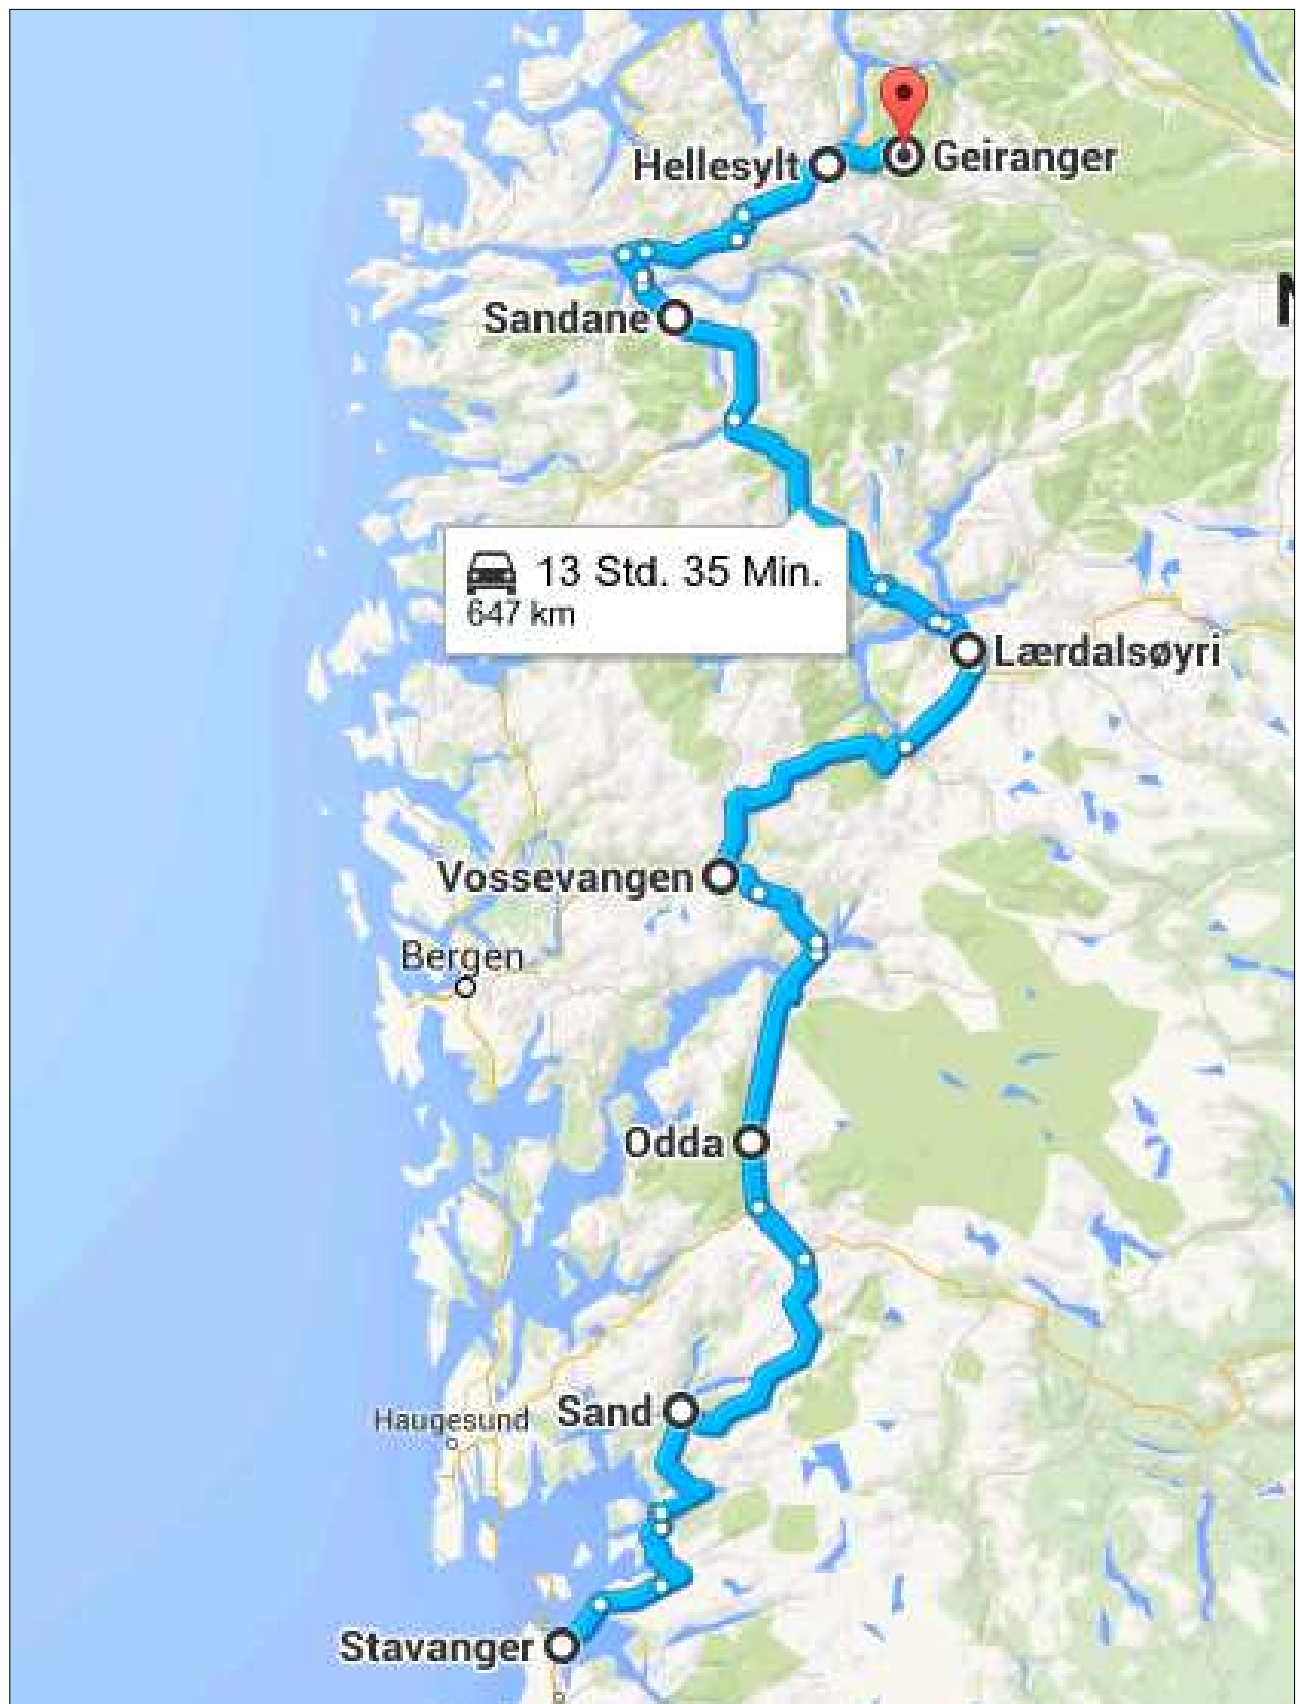 Hellesylt
Geiranger
Sandane
13 Std. 35 Min.
647 km
Lærdalsøyri
Vossevangen
Bergen
Odda
Haugesund
Sand
Stavanger